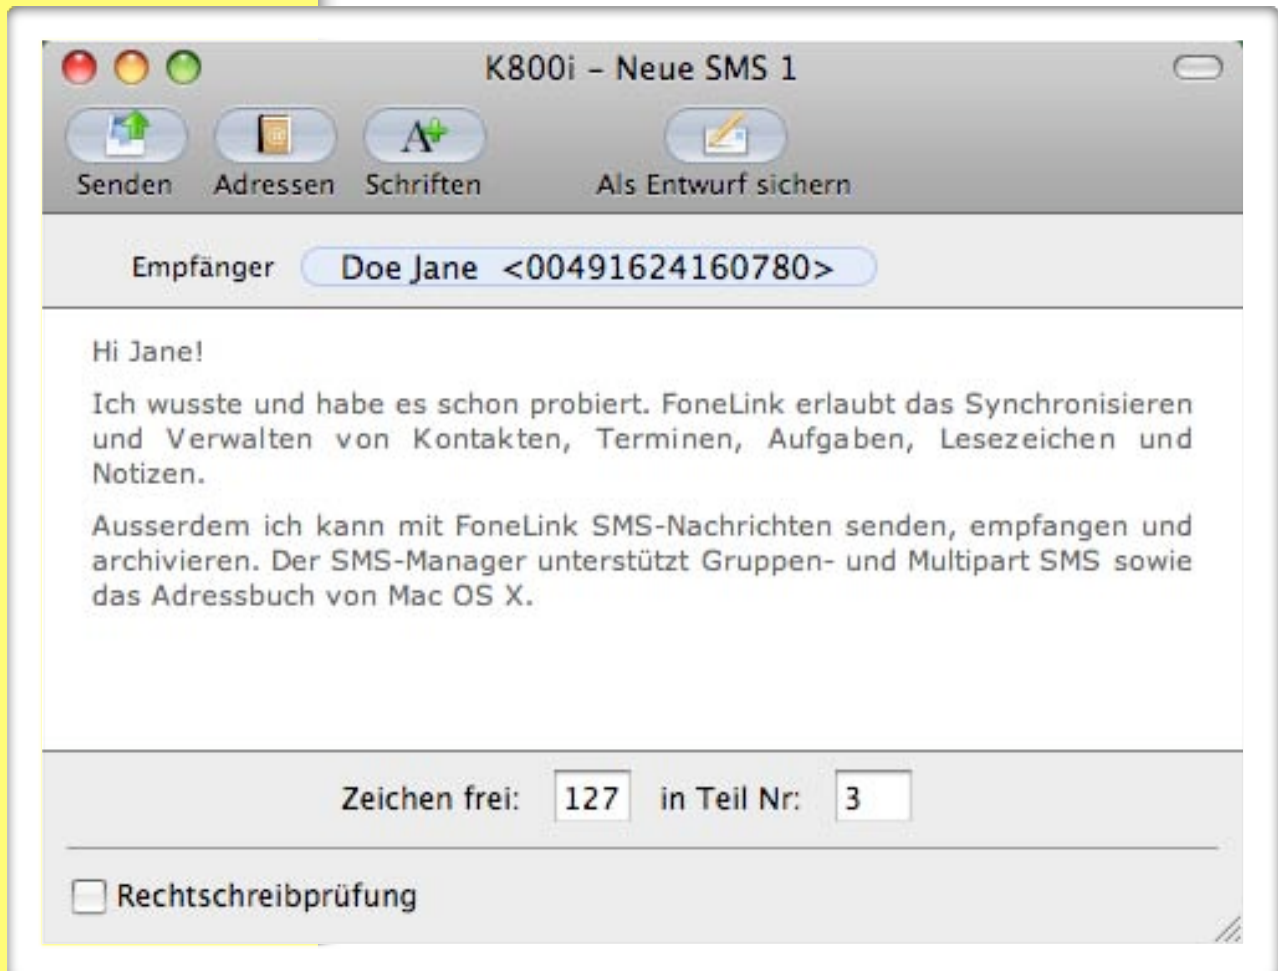 K800i – Neue SMS 1
Senden Adressen Schriften Als Entwurf sichern
Empfänger Doe Jane <00491624160780>
Hi Jane!
Ich wusste und habe es schon probiert. FoneLink erlaubt das Synchronisieren
und Verwalten von Kontakten, Terminen, Aufgaben, Lesezeichen und
Notizen.
Ausserdem ich kann mit FoneLink SMS-Nachrichten senden, empfangen und
archivieren. Der SMS-Manager unterstützt Gruppen- und Multipart SMS sowie
das Adressbuch von Mac OS X.
Zeichen frei: 127 in Teil Nr: 3
Rechtschreibprüfung